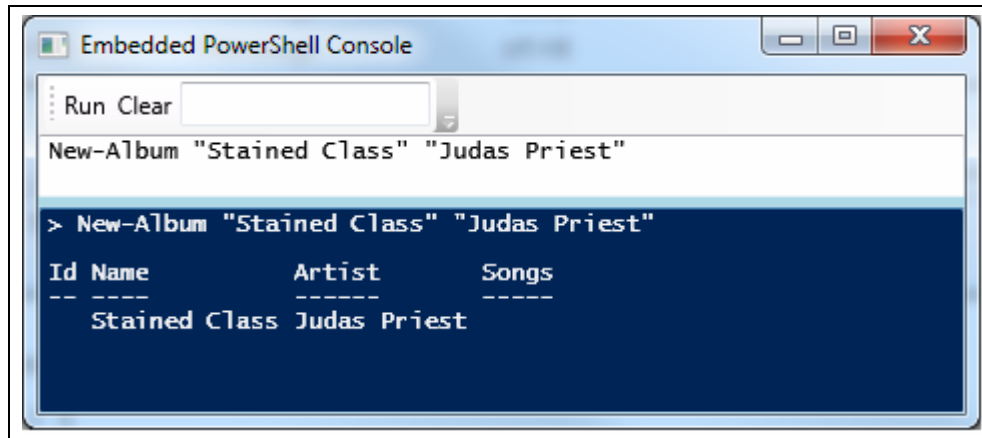 Embedded PowerShell Console
Run Clear
New-Album "Stained Class" "Judas Priest"
> New-Album "Stained Class" "Judas Priest"
Id Name Artist Songs
-- ---- ------ -----
Stained Class Judas Priest